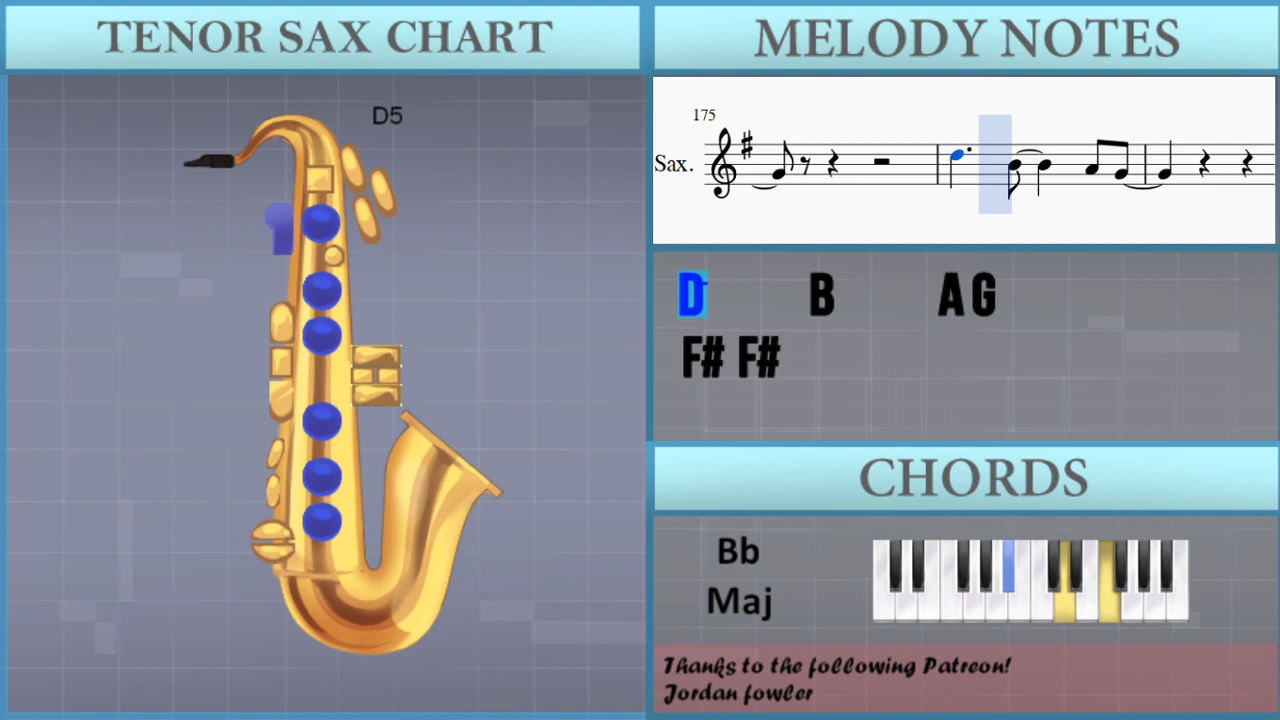 TENOR SAX CHART
D5
MELODY NOTES
175
Sax.
D B A G
F# F#
CHORDS
Bb
Maj
Thanks to the following Patreon!
Jordan fowler